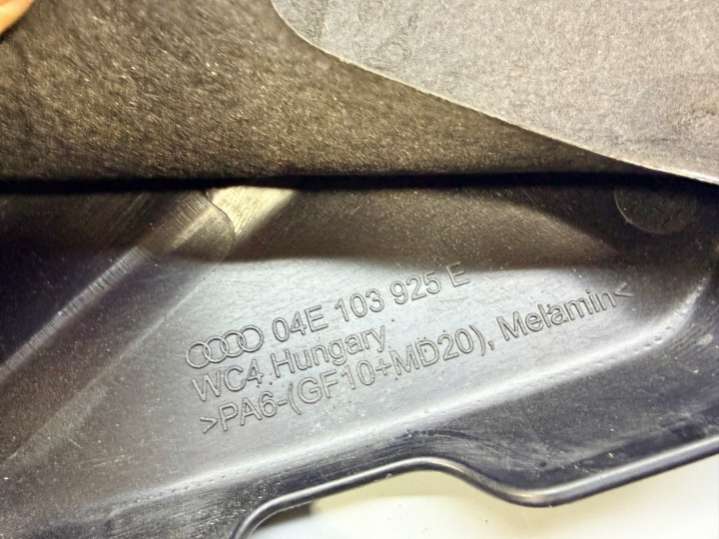 04E 103 925 E
WC4 Hungary
>PA6-(GF10+MD20), Melamin<